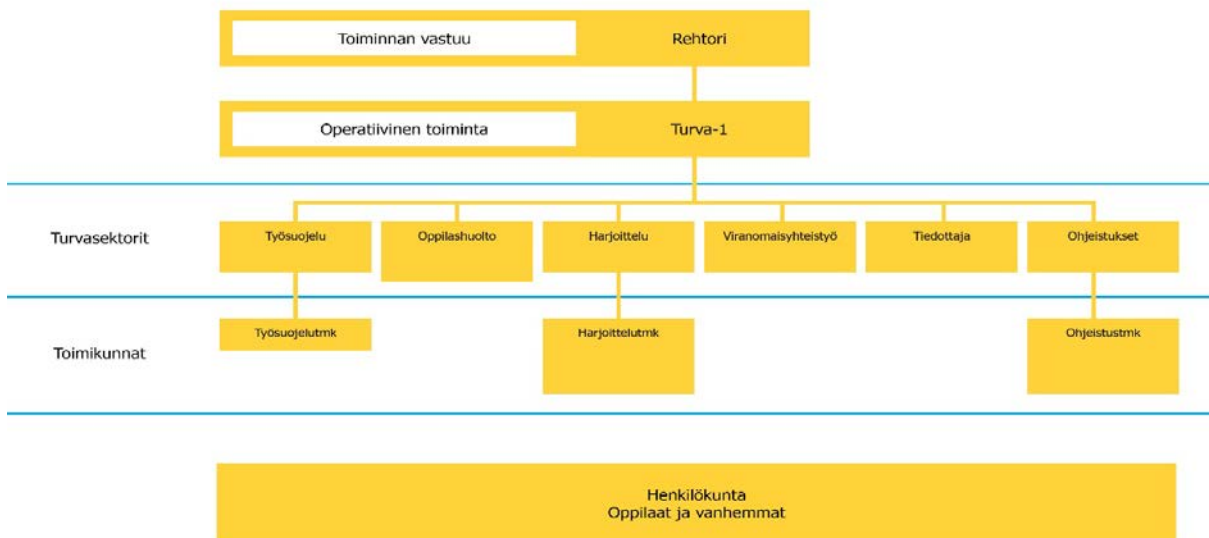 Toiminnan vastuu
Rehtori
Operatiivinen toiminta
Turva-1
Turvasektorit
Työsuojelu
Oppilashuolto
Harjoittelu
Viranomaisyhteistyö
Tiedottaja
Ohjeistukset
Toimikunnat
Työsuojelutmk
Harjoittelutmk
Ohjeistustmk
Henkilökunta
Oppilaat ja vanhemmat